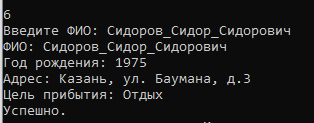 6
Введите ФИО: Сидоров_Сидор_Сидорович
ФИО: Сидоров_Сидор_Сидорович
Год рождения: 1975
Адрес: Казань, ул. Баумана, д.3
Цель прибытия: Отдых
Успешно.